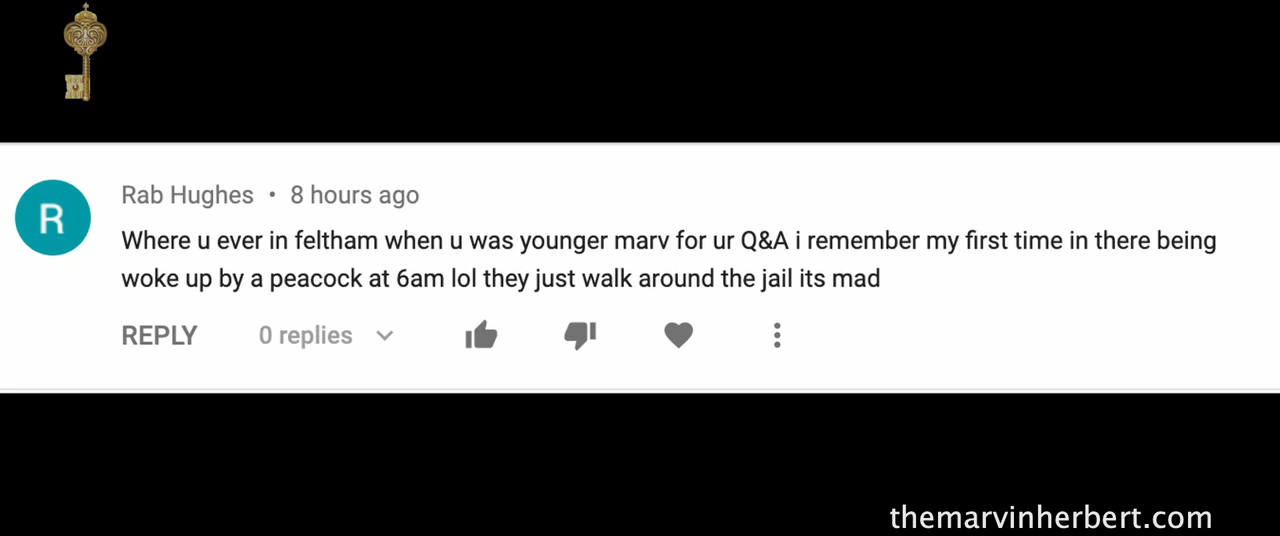 Rab Hughes • 8 hours ago
R
Where u ever in feltham when u was younger marv for ur Q&A i remember my first time in there being
woke up by a peacock at 6am lol they just walk around the jail its mad
REPLY 0 replies
themarvinherbert.com